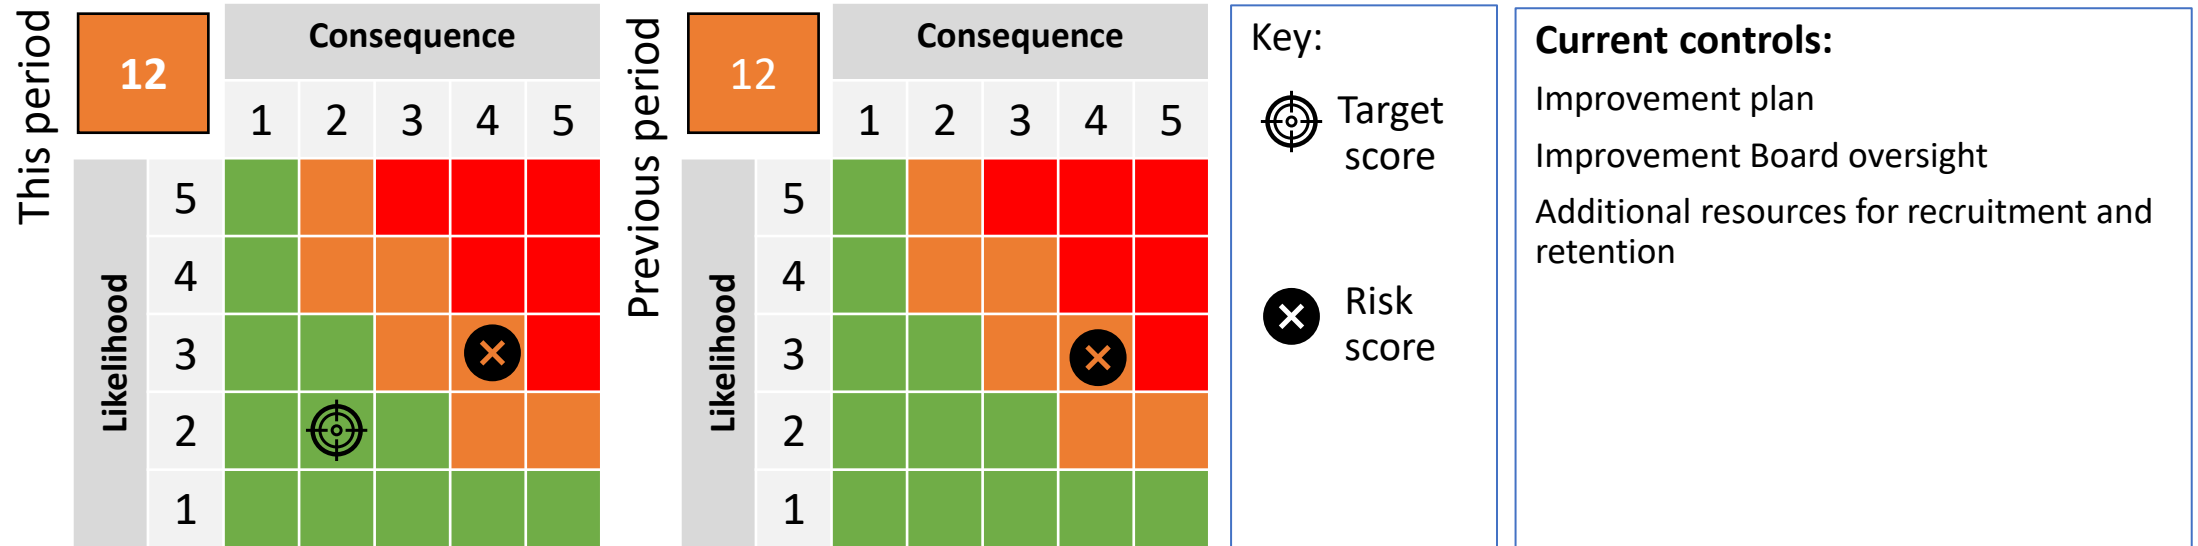 This period
12
Consequence
1 2 3 4 5
Likelihood
5
4
3
2
1
Previous period
12
Consequence
1 2 3 4 5
Likelihood
5
4
3
2
1
Key:
Target
score
Risk
score
Current controls:
Improvement plan
Improvement Board oversight
Additional resources for recruitment and
retention